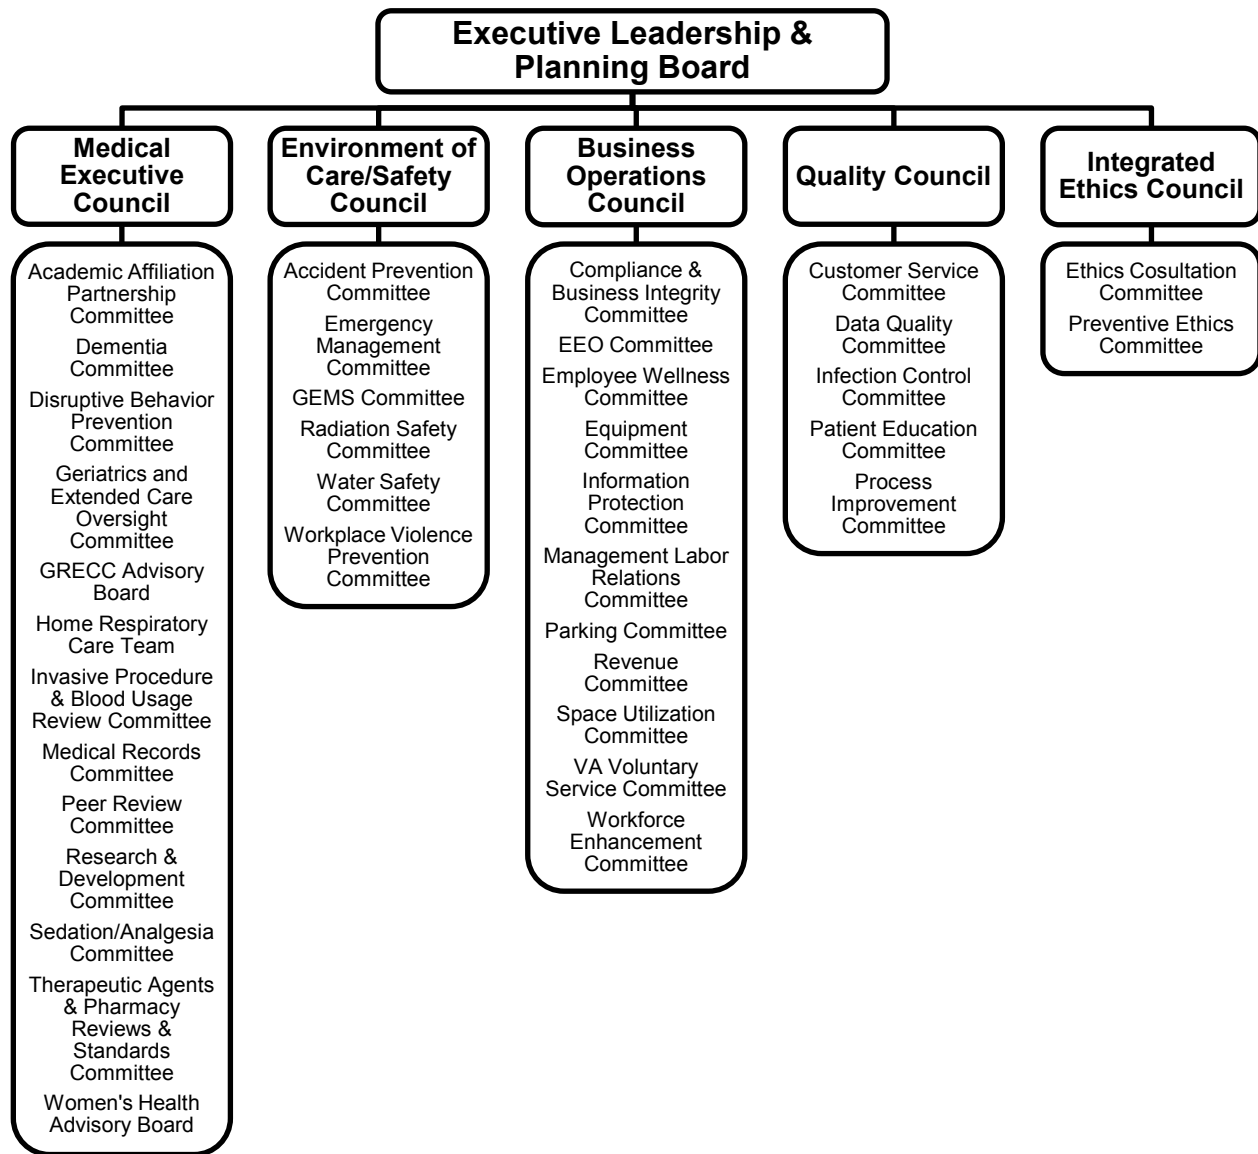 Executive Leadership &
Planning Board
Medical
Executive
Council
Environment of
Care/Safety
Council
Business
Operations
Council
Quality Council
Integrated
Ethics Council
Academic Affiliation
Partnership
Committee
Dementia
Committee
Disruptive Behavior
Prevention
Committee
Geriatrics and
Extended Care
Oversight
Committee
GRECC Advisory
Board
Home Respiratory
Care Team
Invasive Procedure
& Blood Usage
Review Committee
Medical Records
Committee
Peer Review
Committee
Research &
Development
Committee
Sedation/Analgesia
Committee
Therapeutic Agents
& Pharmacy
Reviews &
Standards
Committee
Women's Health
Advisory Board
Accident Prevention
Committee
Emergency
Management
Committee
GEMS Committee
Radiation Safety
Committee
Water Safety
Committee
Workplace Violence
Prevention
Committee
Compliance &
Business Integrity
Committee
EEO Committee
Employee Wellness
Committee
Equipment
Committee
Information
Protection
Committee
Management Labor
Relations
Committee
Parking Committee
Revenue
Committee
Space Utilization
Committee
VA Voluntary
Service Committee
Workforce
Enhancement
Committee
Customer Service
Committee
Data Quality
Committee
Infection Control
Committee
Patient Education
Committee
Process
Improvement
Committee
Ethics Cosultation
Committee
Preventive Ethics
Committee